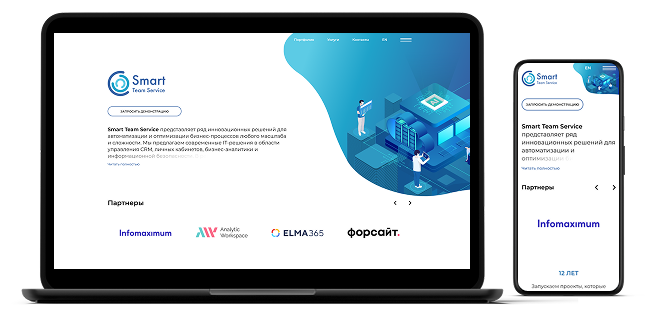 Платформа Услуги Контакты EN
Smart
Team Service
ЗАПРОСИТЬ ДЕМОНСТРАЦИЮ
Smart Team Service представляет ряд инновационных решений для
автоматизации и оптимизации бизнес-процессов любого масштаба
и сложности. Мы предлагаем современные IT-решения в области
управления CRM, личных кабинетов, бизнес-аналитики и
информационной безопасности
Читать полностью
Партнеры
Infomaximum
Analytic
Workspace
ELMA365
форсайт.
EN
Smart
Team Service
ЗАПРОСИТЬ ДЕМОНСТРАЦИЮ
Smart Team Service
представляет ряд
инновационных решений для
автоматизации и
оптимизации
Читать полностью
Партнеры
Infomaximum
12 ЛЕТ
Запускаем проекты, которые